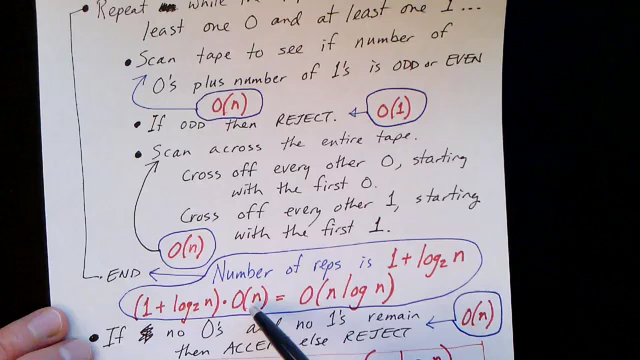 Repeat while the tape contains at
least one 0 and at least one 1...
• Scan tape to see if number of
0's plus number of 1's is ODD or EVEN
O(n)
• If ODD then REJECT. O(1)
• Scan across the entire tape.
Cross off every other 0, starting
with the first 0.
Cross off every other 1, starting
with the first 1.
O(n)
END
Number of reps is 1 + log₂ n
(1 + log₂ n) · O(n) = O(n log n)
• If no 0's and no 1's remain O(n)
then ACCEPT else REJECT